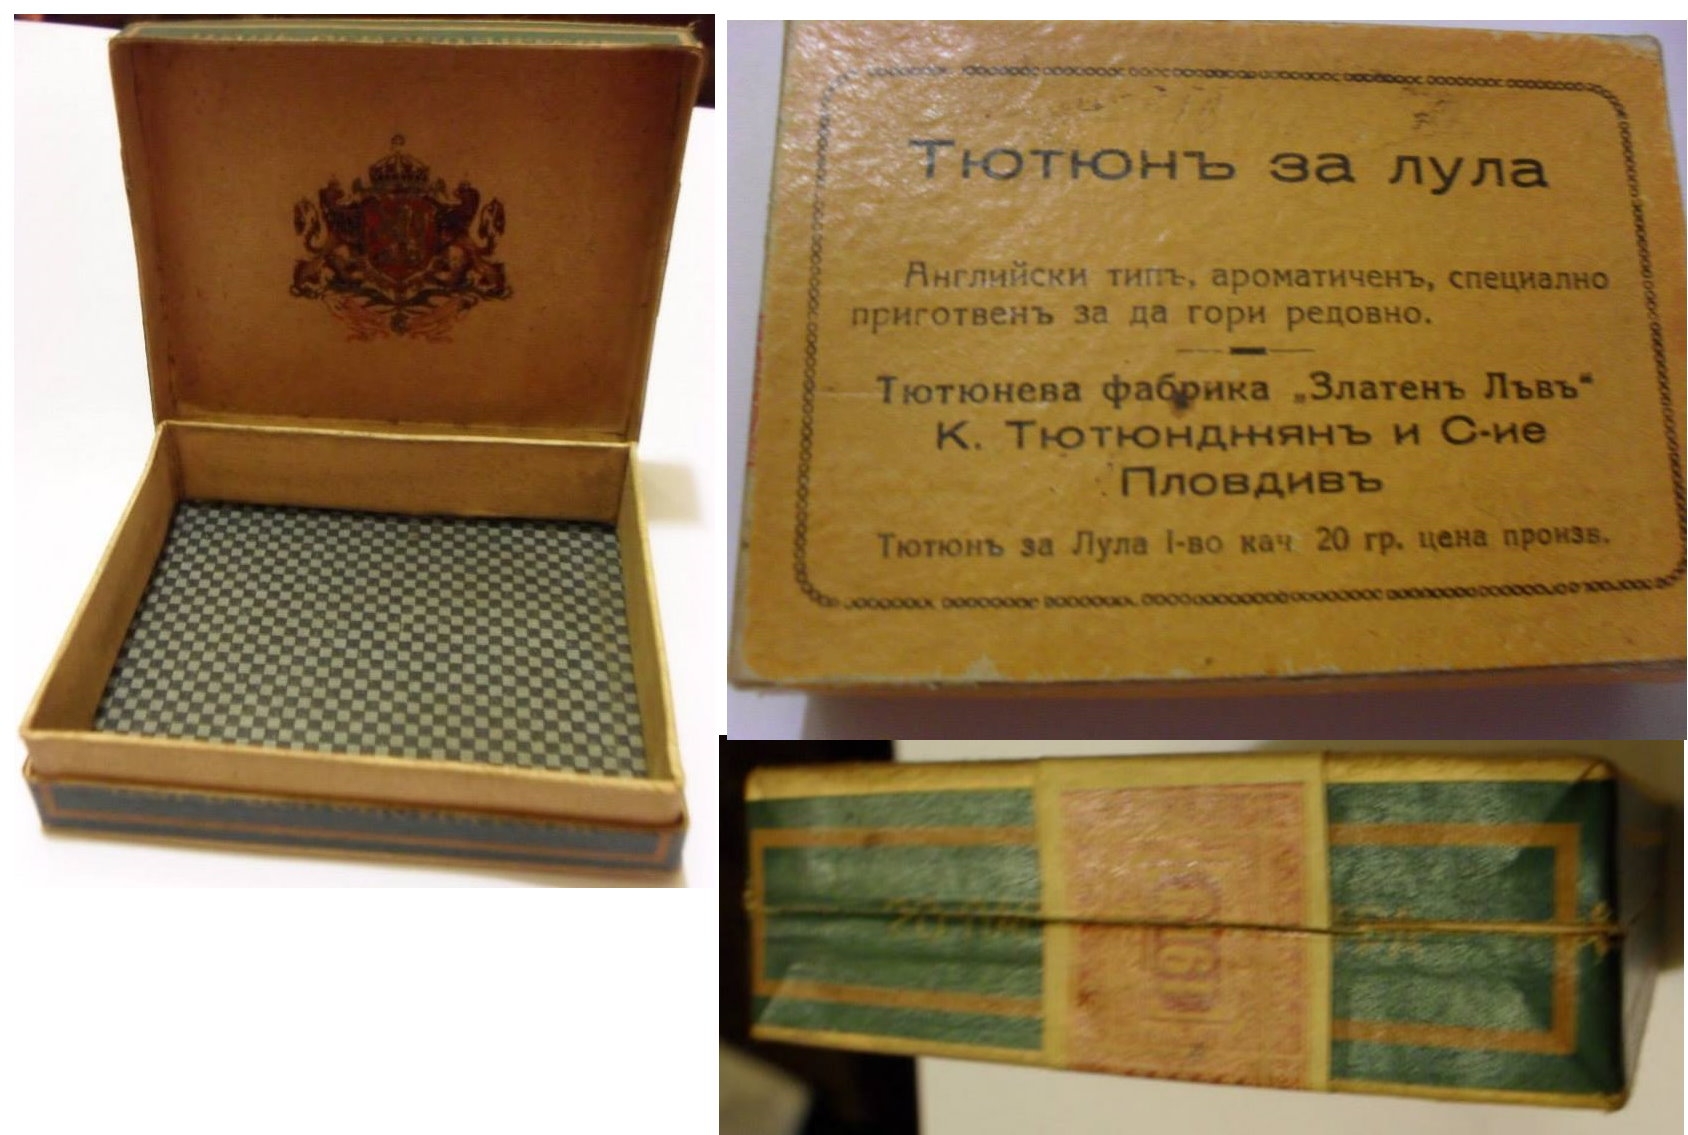 Тютюнъ за лула
Английски типъ, ароматиченъ, специално
приготвенъ за да гори редовно.
Тютюнева фабрика „Златенъ Лъвъ“
К. Тютюнджянъ и С-ие
Пловдивъ
Тютюнъ за Лула I-во кач 20 гр. цена произв.